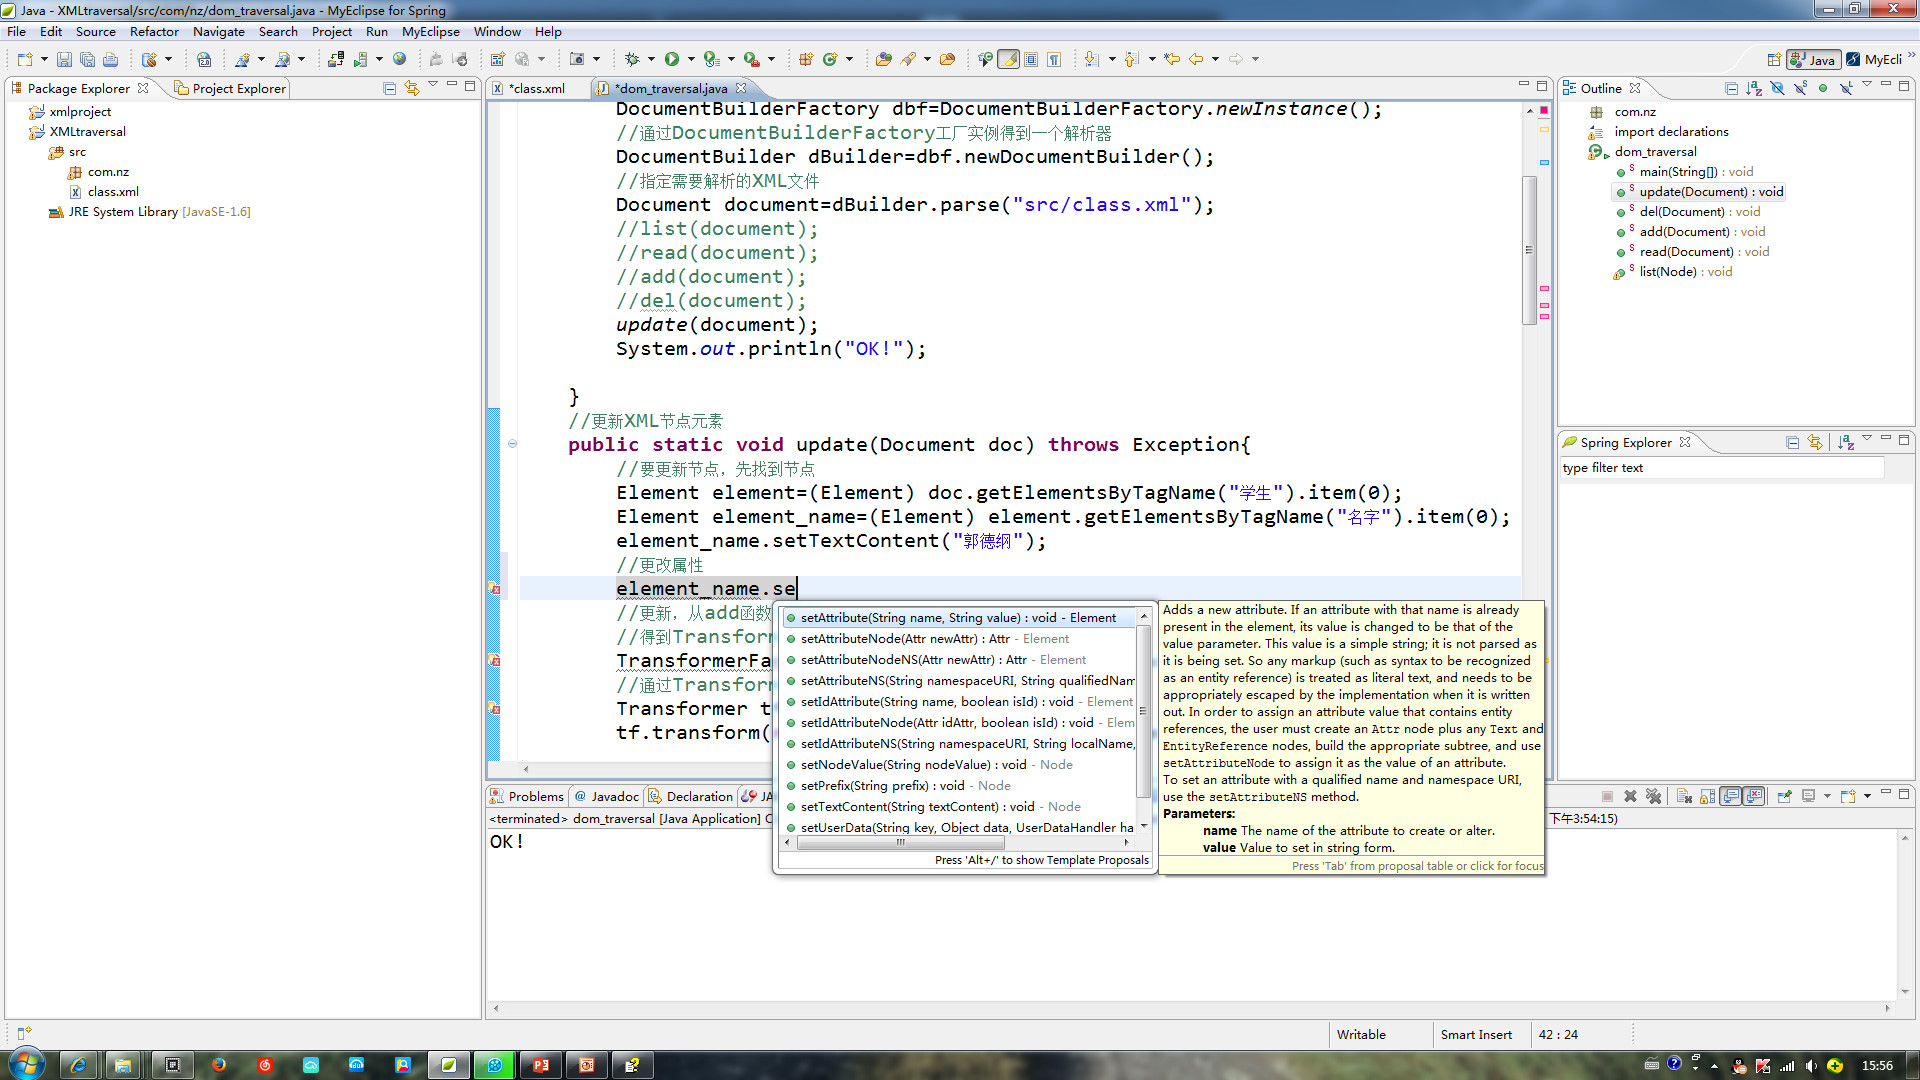 Java - XMLtraversal/src/com/nz/dom_traversal.java - MyEclipse for Spring
File Edit Source Refactor Navigate Search Project Run MyEclipse Window Help
Java
MyEcli
Package Explorer
Project Explorer
xmlproject
XMLtraversal
src
com.nz
class.xml
JRE System Library [JavaSE-1.6]
*class.xml
*dom_traversal.java
DocumentBuilderFactory dbf=DocumentBuilderFactory.newInstance();
//通过DocumentBuilderFactory工厂实例得到一个解析器
DocumentBuilder dBuilder=dbf.newDocumentBuilder();
//指定需要解析的XML文件
Document document=dBuilder.parse("src/class.xml");
//list(document);
//read(document);
//add(document);
//del(document);
update(document);
System.out.println("OK!");
}
//更新XML节点元素
public static void update(Document doc) throws Exception{
//要更新节点，先找到节点
Element element=(Element) doc.getElementsByTagName("学生").item(0);
Element element_name=(Element) element.getElementsByTagName("名字").item(0);
element_name.setTextContent("郭德纲");
//更改属性
element_name.se
//更新，从add函数
//得到Transform
TransformerFa
//通过Transform
Transformer t
tf.transform(
setAttribute(String name, String value) : void - Element
setAttributeNode(Attr newAttr) : Attr - Element
setAttributeNodeNS(Attr newAttr) : Attr - Element
setAttributeNS(String namespaceURI, String qualifiedNam
setIdAttribute(String name, boolean isId) : void - Element
setIdAttributeNode(Attr idAttr, boolean isId) : void - Elem
setIdAttributeNS(String namespaceURI, String localName,
setNodeValue(String nodeValue) : void - Node
setPrefix(String prefix) : void - Node
setTextContent(String textContent) : void - Node
setUserData(String key, Object data, UserDataHandler ha
Press 'Alt+/' to show Template Proposals
Adds a new attribute. If an attribute with that name is already
present in the element, its value is changed to be that of the
value parameter. This value is a simple string; it is not parsed as
it is being set. So any markup (such as syntax to be recognized
as an entity reference) is treated as literal text, and needs to be
appropriately escaped by the implementation when it is written
out. In order to assign an attribute value that contains entity
references, the user must create an Attr node plus any Text and
EntityReference nodes, build the appropriate subtree, and use
setAttributeNode to assign it as the value of an attribute.
To set an attribute with a qualified name and namespace URI,
use the setAttributeNS method.
Parameters:
name The name of the attribute to create or alter.
value Value to set in string form.
Press 'Tab' from proposal table or click for focus
Outline
com.nz
import declarations
dom_traversal
main(String[]) : void
update(Document) : void
del(Document) : void
add(Document) : void
read(Document) : void
list(Node) : void
Spring Explorer
type filter text
Problems
@ Javadoc
Declaration
JA
<terminated> dom_traversal [Java Application] C
下午3:54:15)
OK!
Writable
Smart Insert
42 : 24
15:56